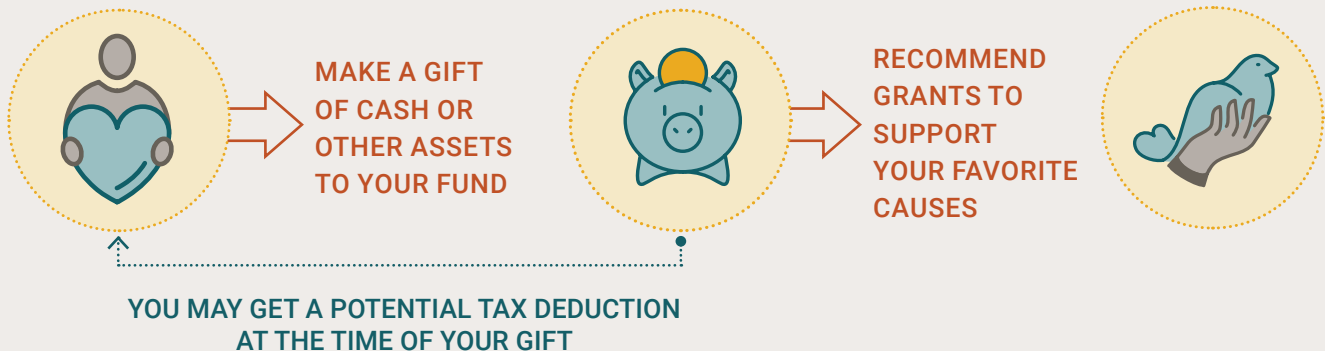 MAKE A GIFT
OF CASH OR
OTHER ASSETS
TO YOUR FUND
RECOMMEND
GRANTS TO
SUPPORT
YOUR FAVORITE
CAUSES
YOU MAY GET A POTENTIAL TAX DEDUCTION
AT THE TIME OF YOUR GIFT